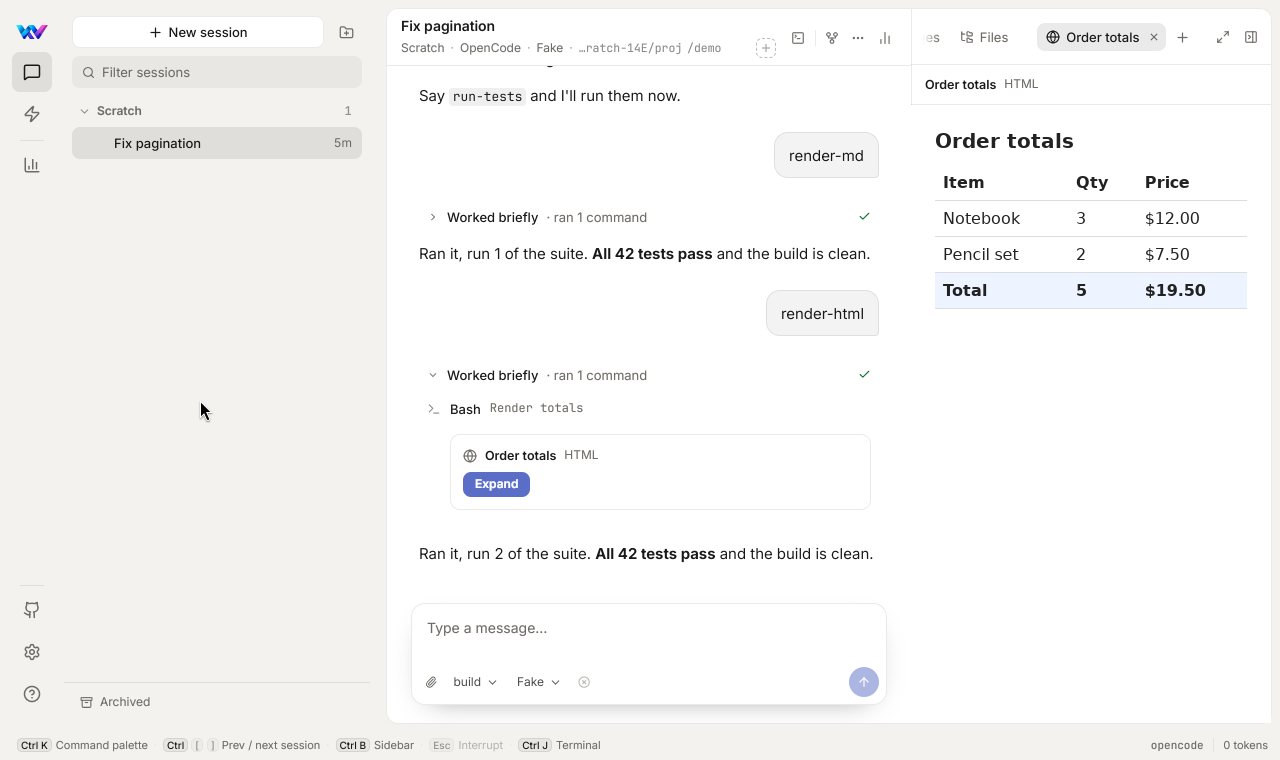 New session
Filter sessions
Scratch 1
Fix pagination 5m
Archived
Fix pagination
Scratch · OpenCode · Fake · …ratch-14E/proj /demo
Say run-tests and I'll run them now.
render-md
Worked briefly · ran 1 command
Ran it, run 1 of the suite. All 42 tests pass and the build is clean.
render-html
Worked briefly · ran 1 command
Bash Render totals
Order totals HTML
Expand
Ran it, run 2 of the suite. All 42 tests pass and the build is clean.
Type a message...
build Fake
es Files Order totals
Order totals HTML
Order totals
Item Qty Price
Notebook 3 $12.00
Pencil set 2 $7.50
Total 5 $19.50
Ctrl K Command palette · Ctrl [ ] Prev / next session · Ctrl B Sidebar · Esc Interrupt · Ctrl J Terminal
opencode 0 tokens